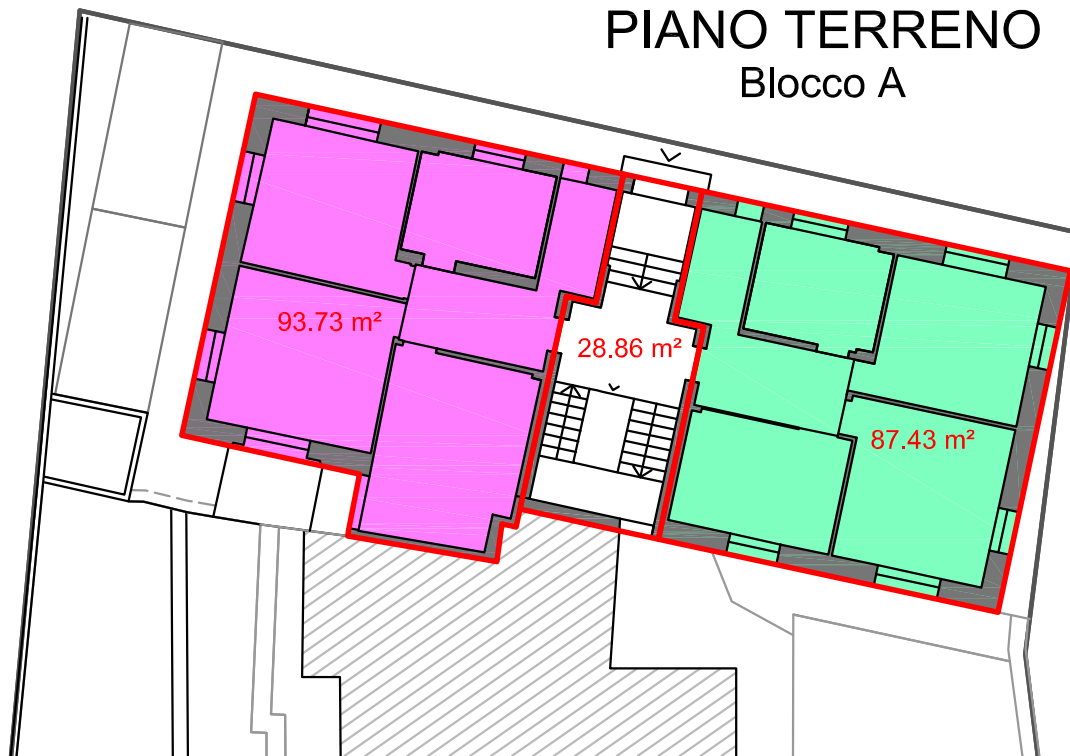 PIANO TERRENO
Blocco A
93.73 m²
28.86 m²
87.43 m²